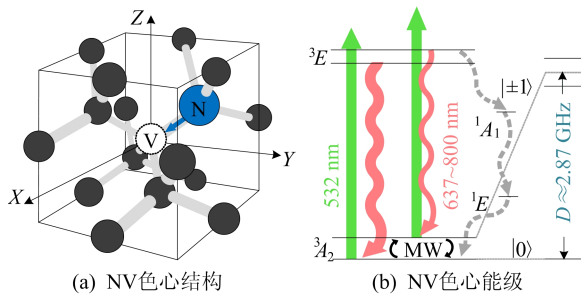 Z
N
V
Y
X
(a) NV色心结构
³E
|±1⟩
¹A₁
532 nm
637~800 nm
¹E
D≈2.87 GHz
³A₂
MW
|0⟩
(b) NV色心能级